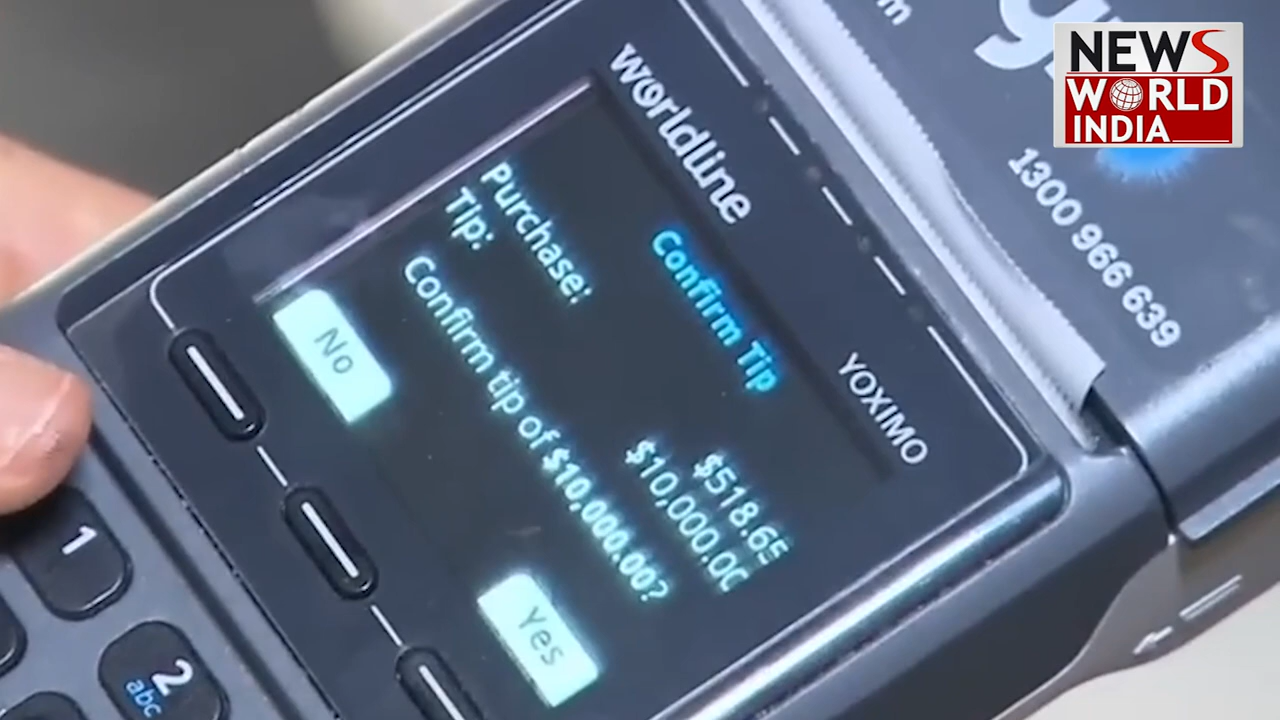 NEWS
WORLD
INDIA
1300 966 639
worldline
YOXIMO
Confirm Tip
Purchase: $518.65
Tip: $10,000.00
Confirm tip of $10,000.00?
No
Yes
1
2
abc